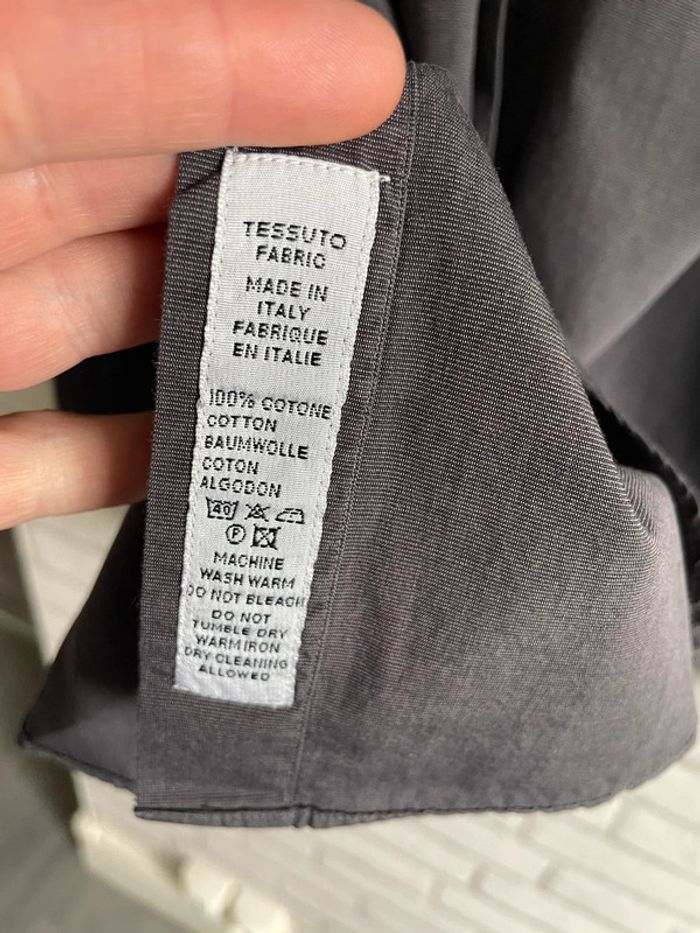 TESSUTO
FABRIC
MADE IN
ITALY
FABRIQUE
EN ITALIE
100% COTONE
COTTON
BAUMWOLLE
COTON
ALGODON
40
P
MACHINE
WASH WARM
DO NOT BLEACH
DO NOT
TUMBLE DRY
WARM IRON
DRY CLEANING
ALLOWED